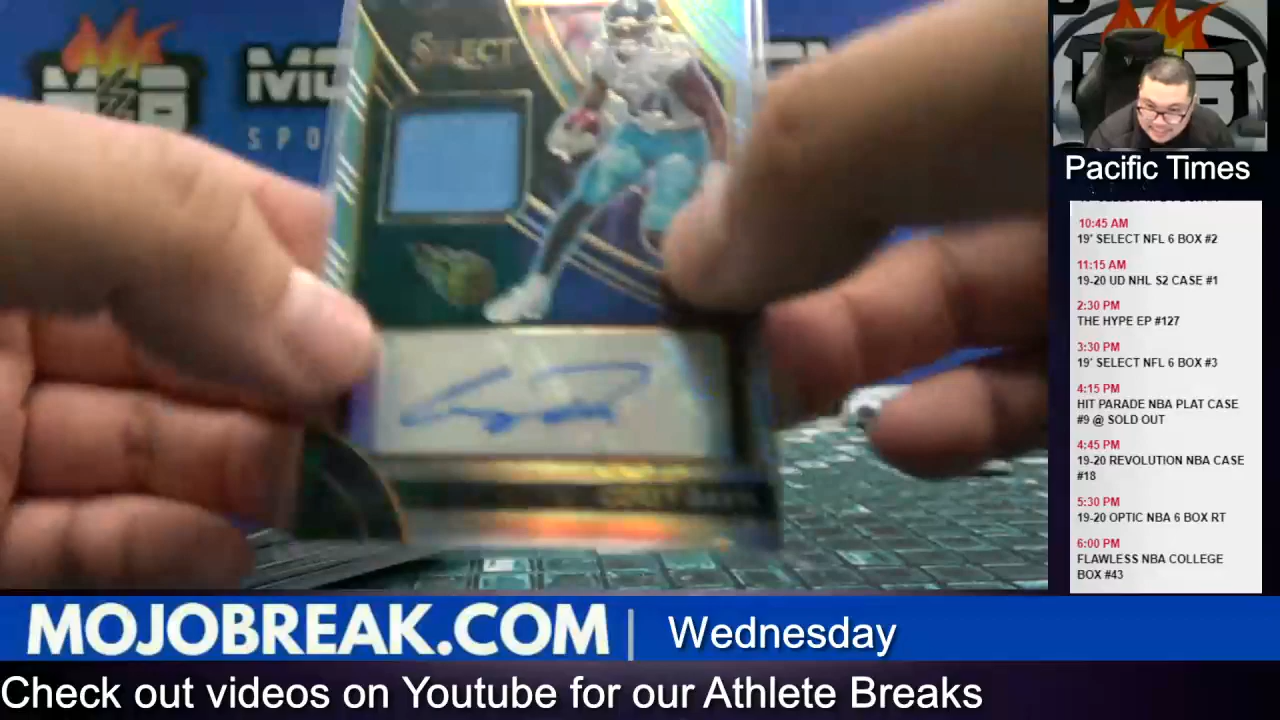 SELECT
Pacific Times
10:45 AM
19' SELECT NFL 6 BOX #2
11:15 AM
19-20 UD NHL S2 CASE #1
2:30 PM
THE HYPE EP #127
3:30 PM
19' SELECT NFL 6 BOX #3
4:15 PM
HIT PARADE NBA PLAT CASE
#9 @ SOLD OUT
4:45 PM
19-20 REVOLUTION NBA CASE
#18
5:30 PM
19-20 OPTIC NBA 6 BOX RT
6:00 PM
FLAWLESS NBA COLLEGE
BOX #43
MOJOBREAK.COM | Wednesday
Check out videos on Youtube for our Athlete Breaks